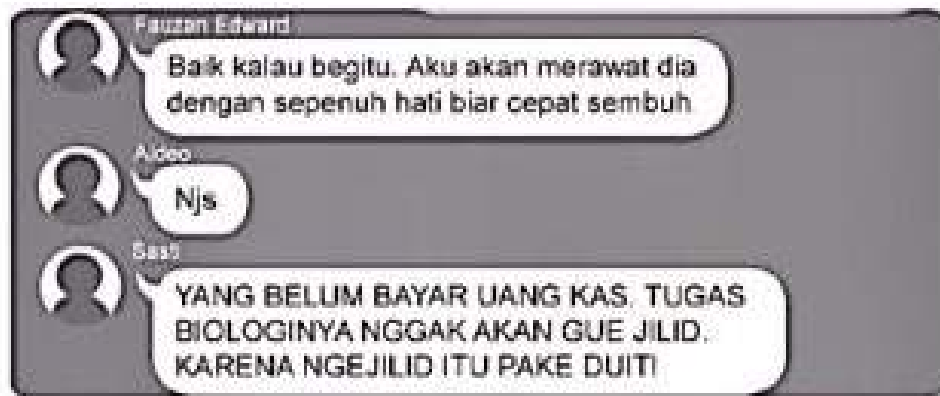 Fauzan Edward
Baik kalau begitu. Aku akan merawat dia
dengan sepenuh hati biar cepat sembuh
Aldeo
Njs
Sasti
YANG BELUM BAYAR UANG KAS. TUGAS
BIOLOGINYA NGGAK AKAN GUE JILID.
KARENA NGEJILID ITU PAKE DUIT!